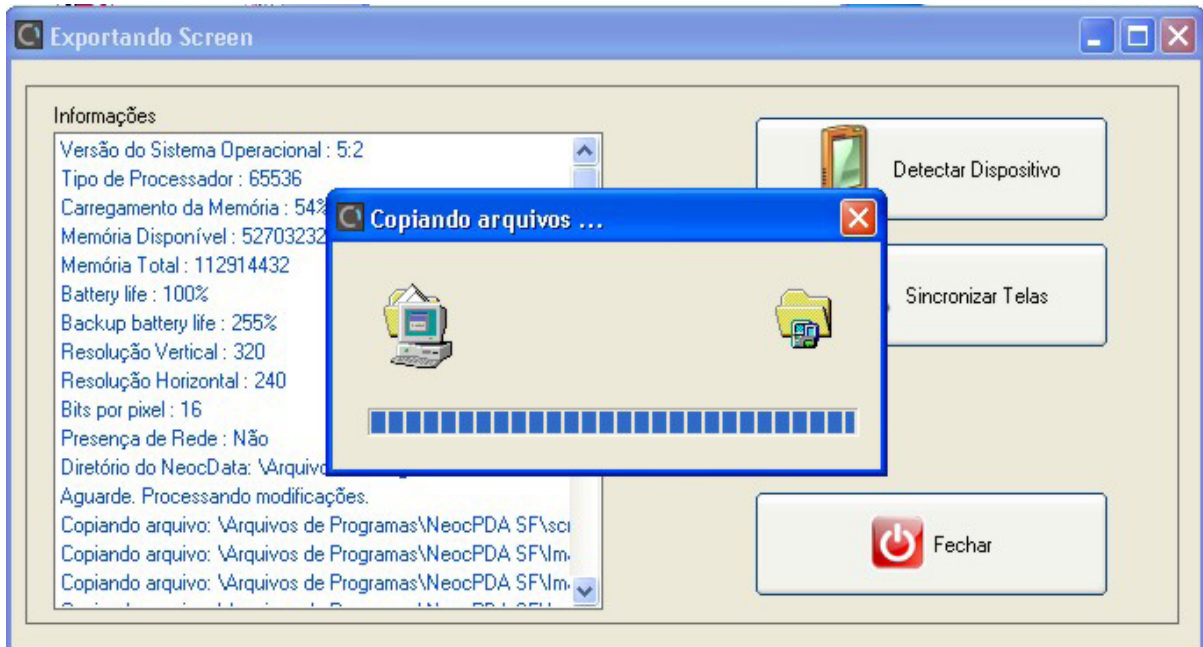 Exportando Screen
Informações
Versão do Sistema Operacional : 5:2
Tipo de Processador : 65536
Carregamento da Memória : 54%
Memória Disponível : 52703232
Memória Total : 112914432
Battery life : 100%
Backup battery life : 255%
Resolução Vertical : 320
Resolução Horizontal : 240
Bits por pixel : 16
Presença de Rede : Não
Diretório do NeocData: \Arquivo
Aguarde. Processando modificações.
Copiando arquivo: \Arquivos de Programas\NeocPDA SF\scr
Copiando arquivo: \Arquivos de Programas\NeocPDA SF\Im
Copiando arquivo: \Arquivos de Programas\NeocPDA SF\Im
Copiando arquivos ...
Detectar Dispositivo
Sincronizar Telas
Fechar